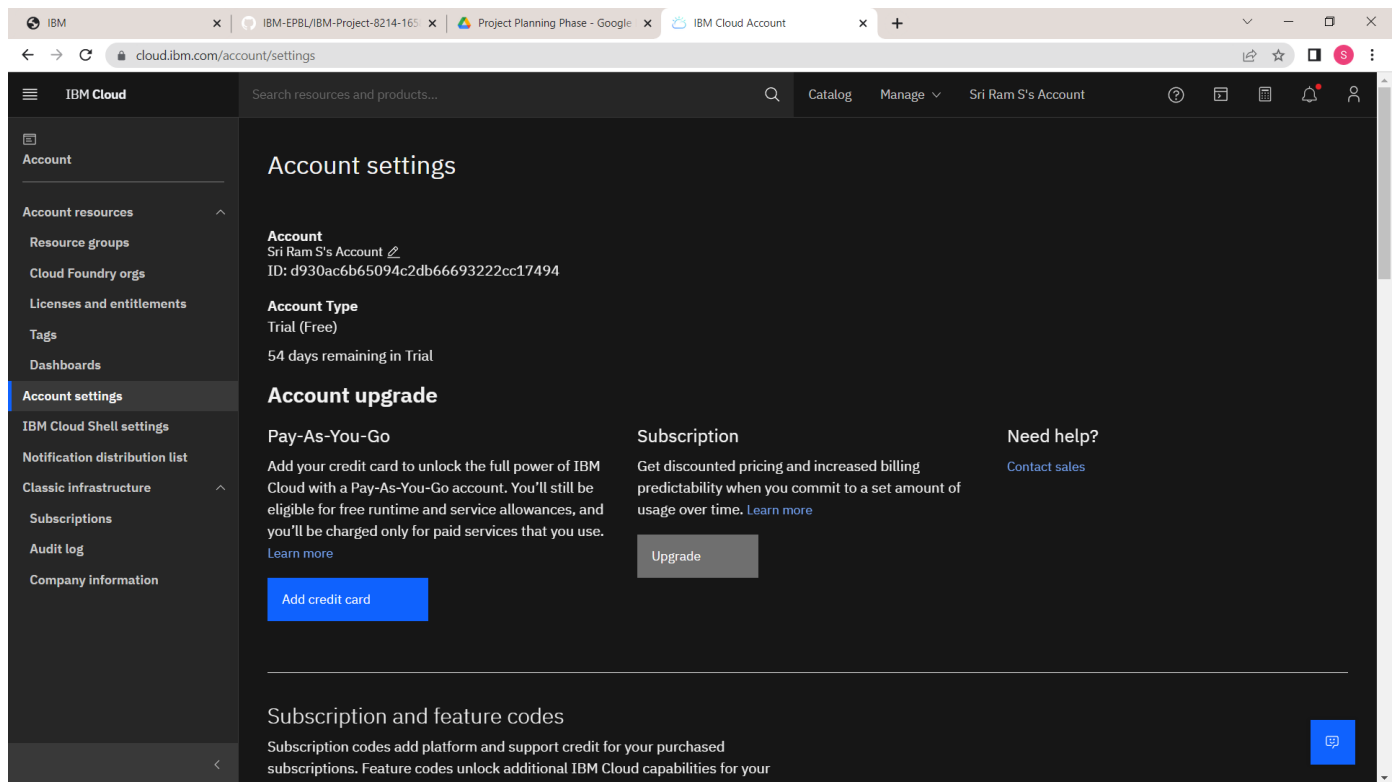 IBM
IBM-EPBL/IBM-Project-8214-165
Project Planning Phase - Google
IBM Cloud Account
cloud.ibm.com/account/settings
S
IBM Cloud
Search resources and products...
Catalog
Manage
Sri Ram S's Account
Account
Account resources
Resource groups
Cloud Foundry orgs
Licenses and entitlements
Tags
Dashboards
Account settings
IBM Cloud Shell settings
Notification distribution list
Classic infrastructure
Subscriptions
Audit log
Company information
Account settings
Account
Sri Ram S's Account
ID: d930ac6b65094c2db66693222cc17494
Account Type
Trial (Free)
54 days remaining in Trial
Account upgrade
Pay-As-You-Go
Add your credit card to unlock the full power of IBM
Cloud with a Pay-As-You-Go account. You’ll still be
eligible for free runtime and service allowances, and
you’ll be charged only for paid services that you use.
Learn more
Add credit card
Subscription
Get discounted pricing and increased billing
predictability when you commit to a set amount of
usage over time. Learn more
Upgrade
Need help?
Contact sales
Subscription and feature codes
Subscription codes add platform and support credit for your purchased
subscriptions. Feature codes unlock additional IBM Cloud capabilities for your